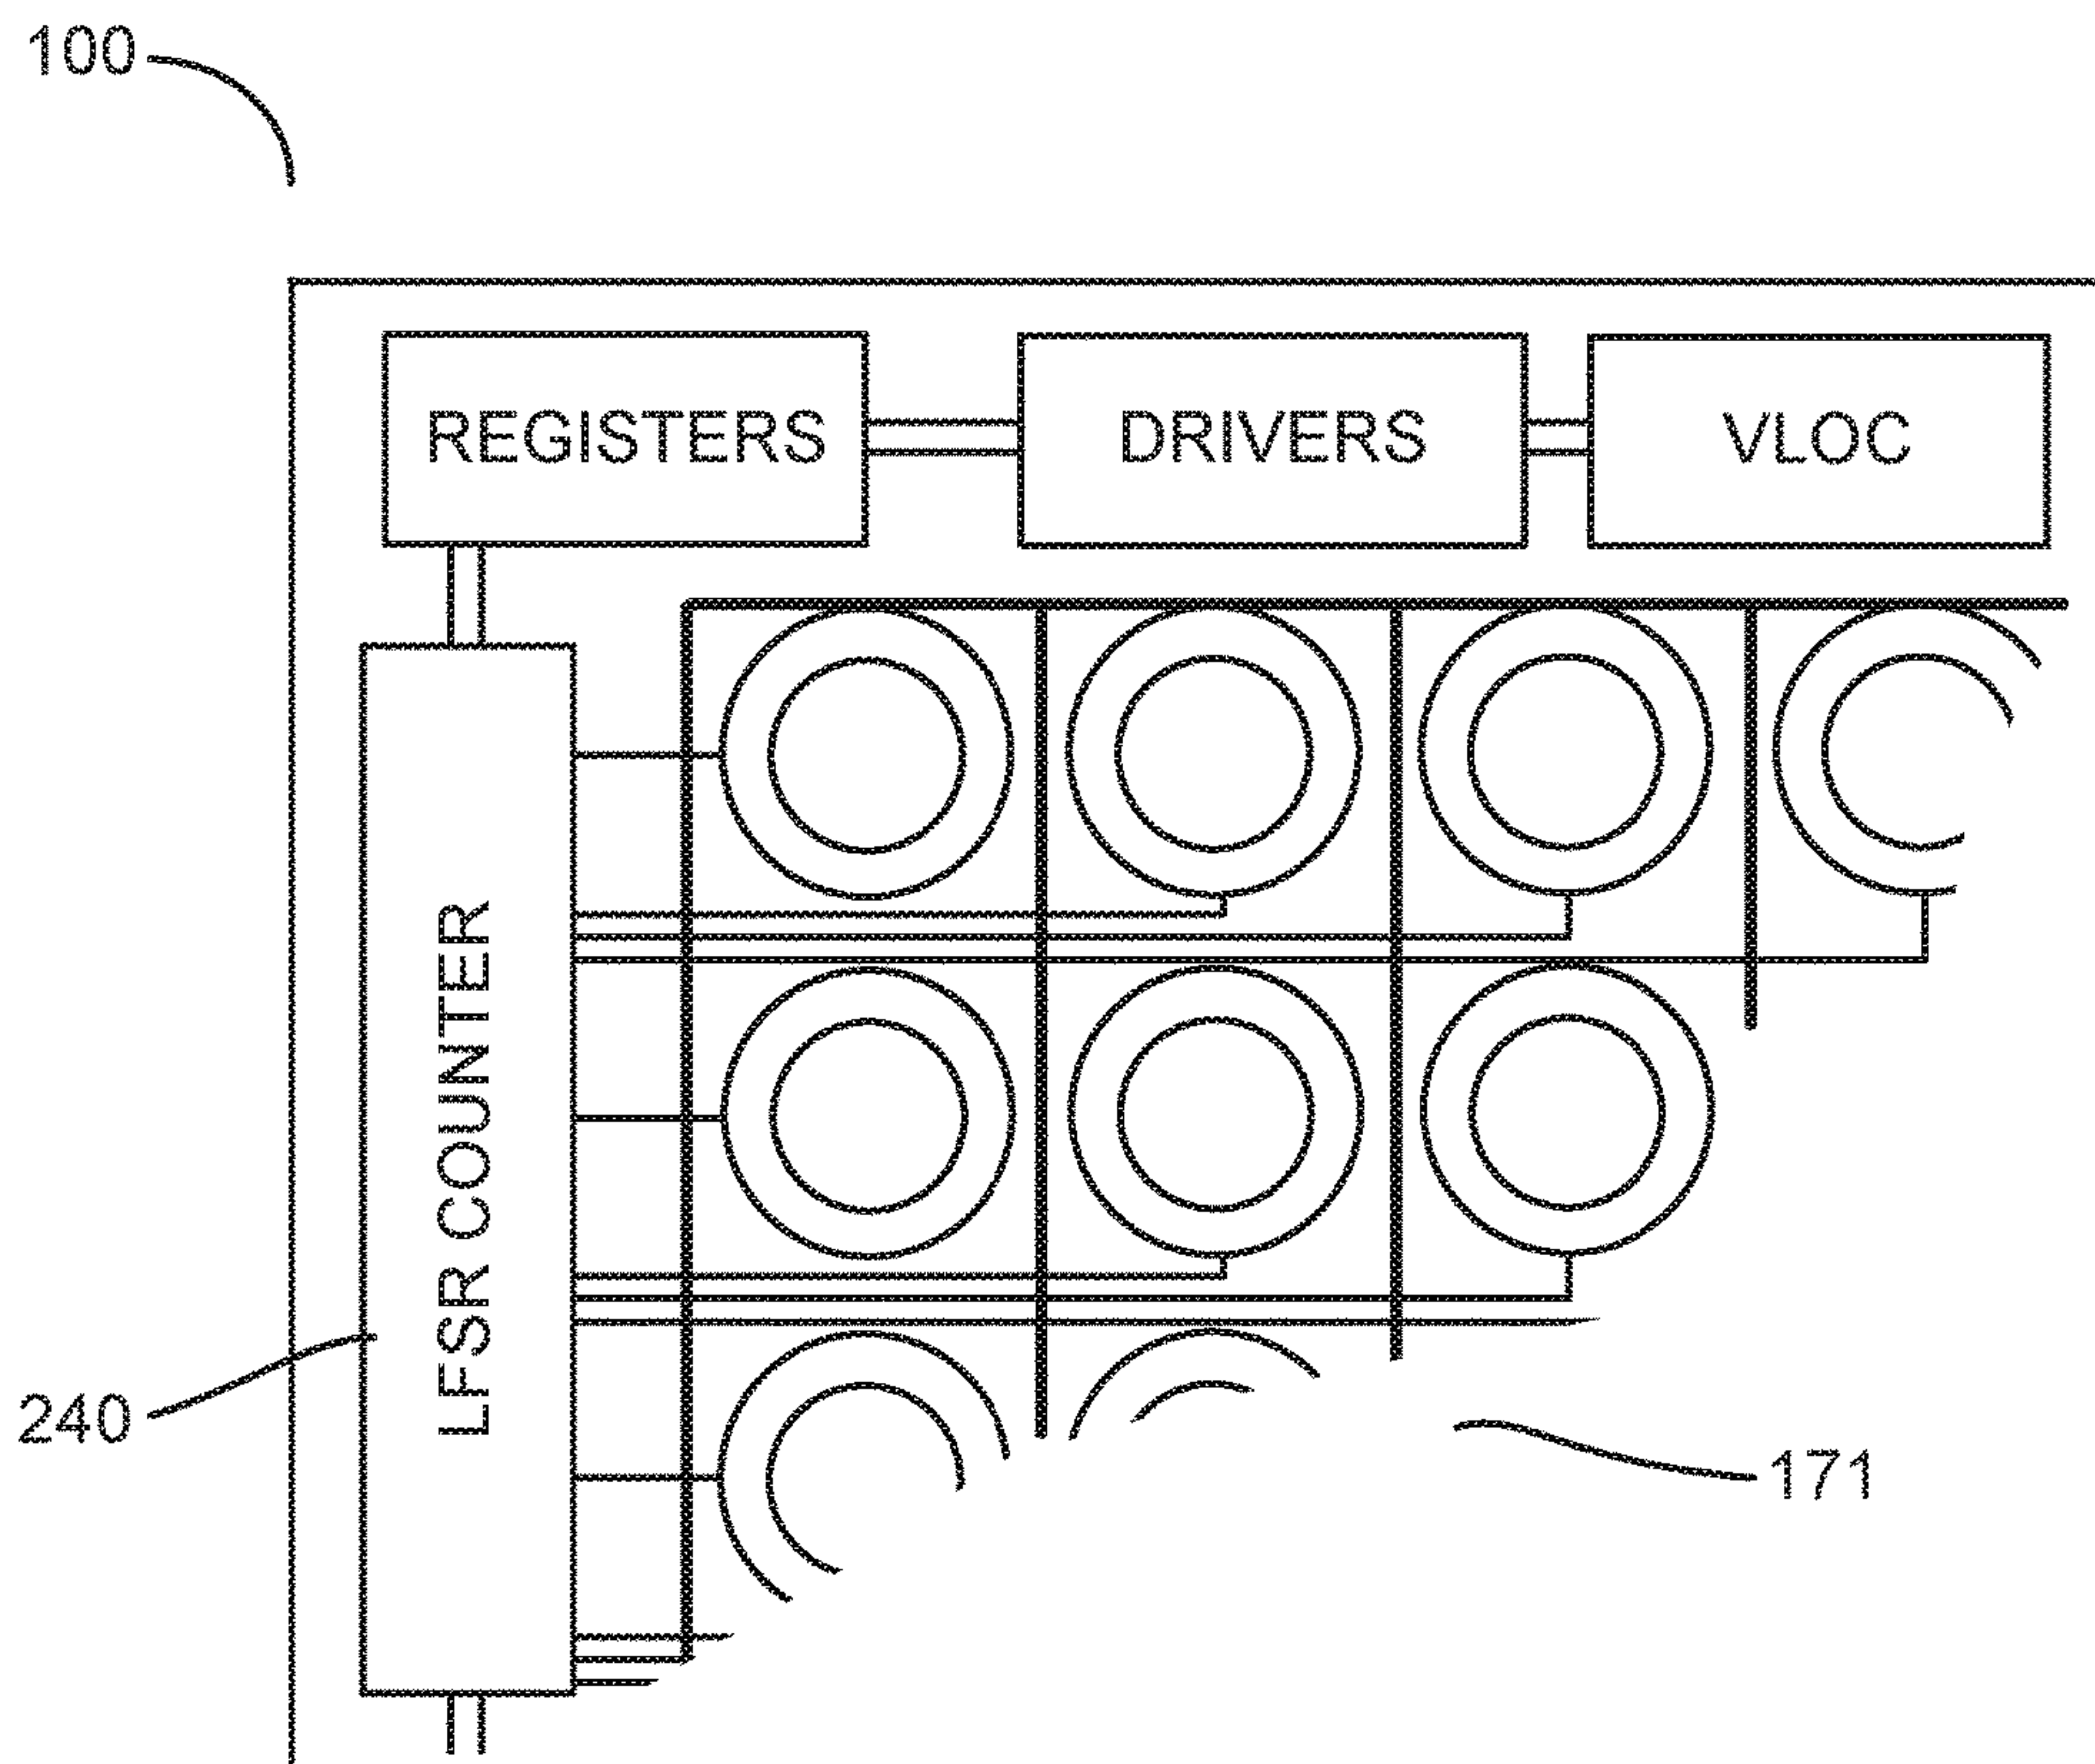 100
REGISTERS
DRIVERS
VLOC
LFSR COUNTER
240
171